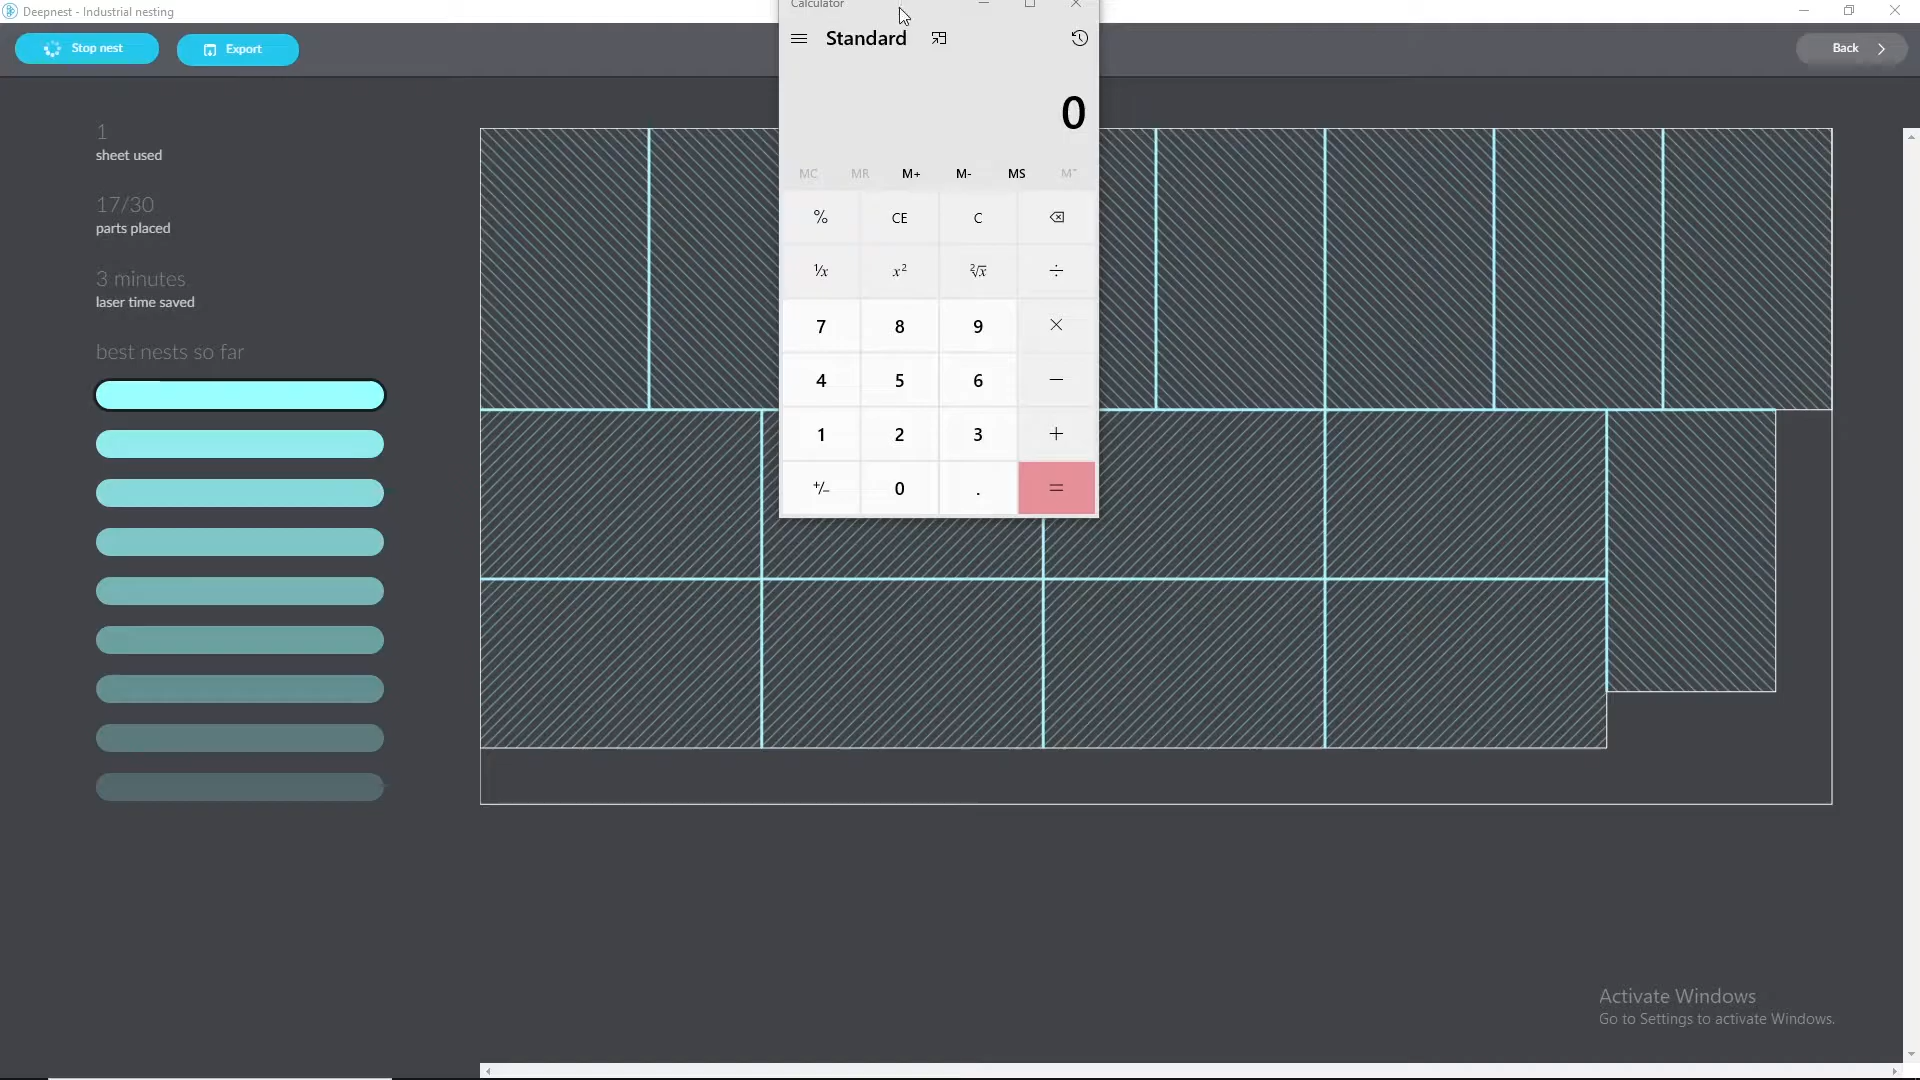 Deepnest - Industrial nesting
Calculator
Stop nest
Export
Back
Standard
0
1
sheet used
17/30
parts placed
3 minutes
laser time saved
best nests so far
MC MR M+ M- MS M˅
% CE C
¹/x x² ²√x ÷
7 8 9 ×
4 5 6 −
1 2 3 +
+/− 0 . =
Activate Windows
Go to Settings to activate Windows.